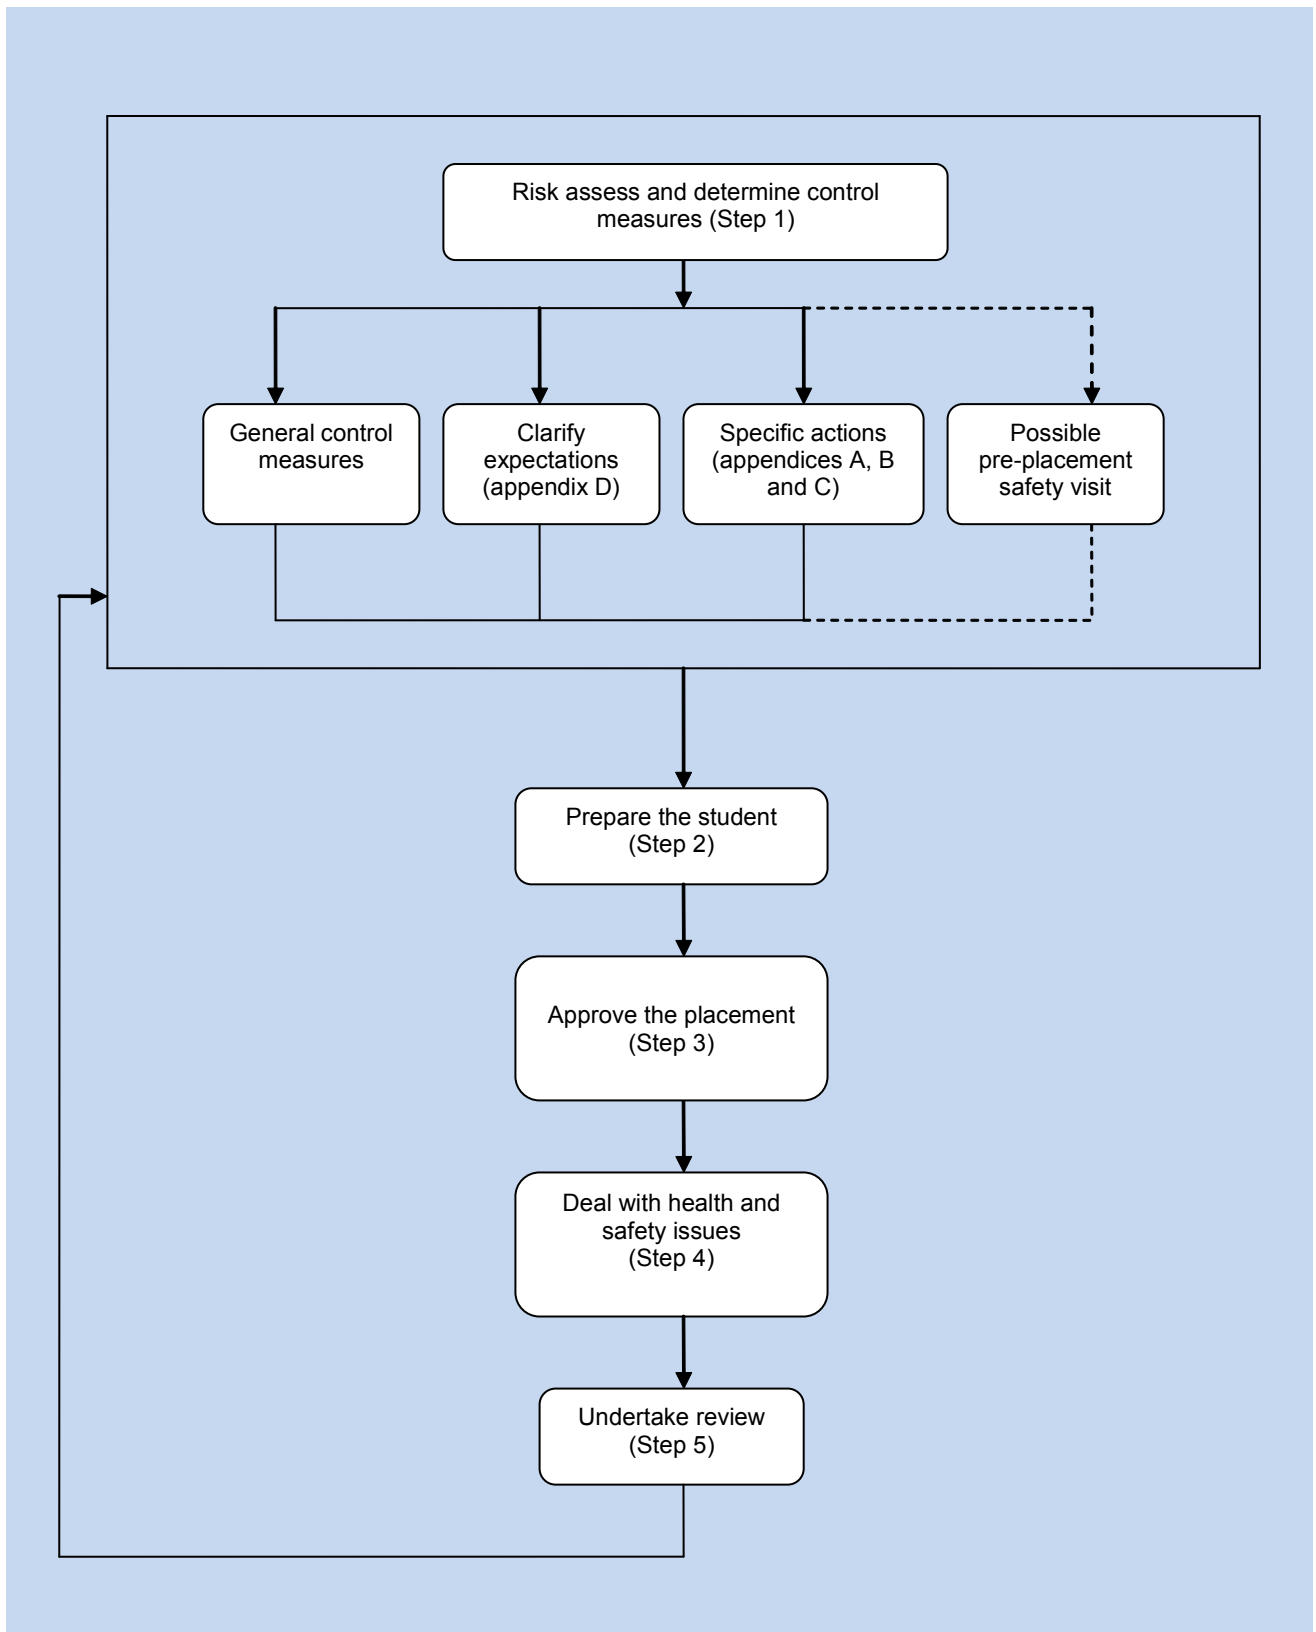 Risk assess and determine control
measures (Step 1)
General control
measures
Clarify
expectations
(appendix D)
Specific actions
(appendices A, B
and C)
Possible
pre-placement
safety visit
Prepare the student
(Step 2)
Approve the placement
(Step 3)
Deal with health and
safety issues
(Step 4)
Undertake review
(Step 5)